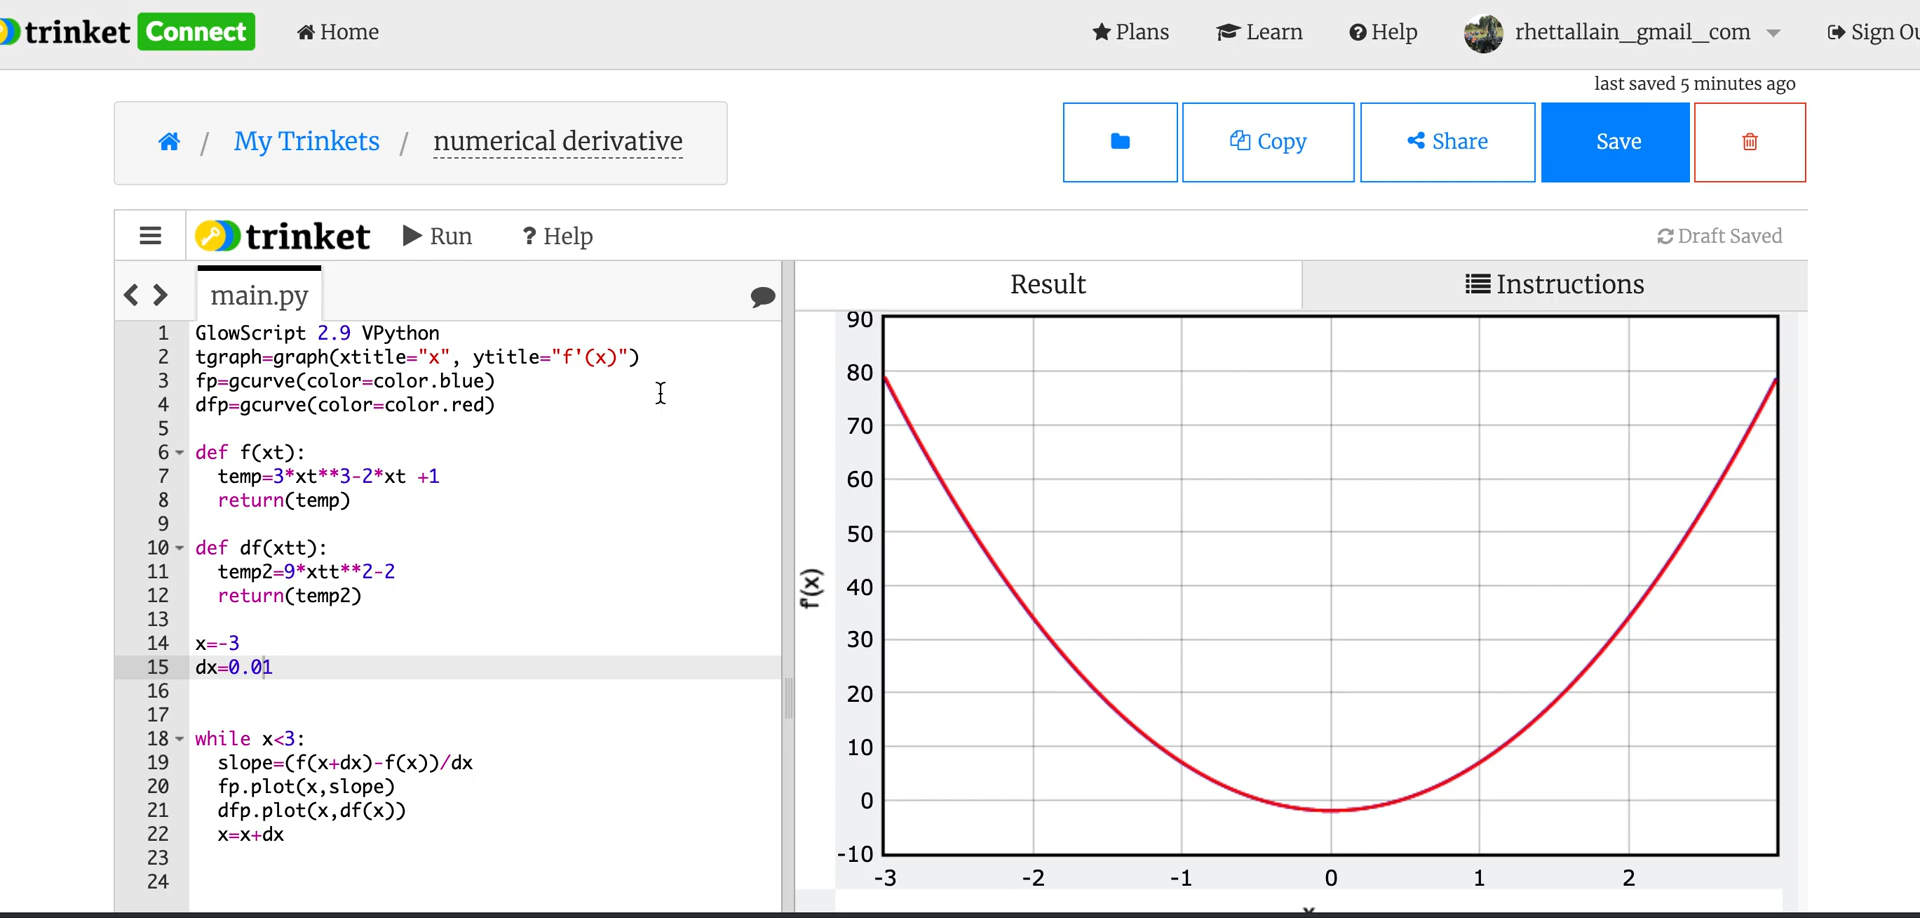 trinket Connect Home Plans Learn Help rhettallain_gmail_com
last saved 5 minutes ago
/ My Trinkets / numerical derivative Copy Share Save
trinket Run ? Help Draft Saved
main.py
Result Instructions
1 GlowScript 2.9 VPython
2 tgraph=graph(xtitle="x", ytitle="f'(x)")
3 fp=gcurve(color=color.blue)
4 dfp=gcurve(color=color.red)
5
6 def f(xt):
7 temp=3*xt**3-2*xt +1
8 return(temp)
9
10 def df(xtt):
11 temp2=9*xtt**2-2
12 return(temp2)
13
14 x=-3
15 dx=0.01
16
17
18 while x<3:
19 slope=(f(x+dx)-f(x))/dx
20 fp.plot(x,slope)
21 dfp.plot(x,df(x))
22 x=x+dx
23
24
90
80
70
60
50
40
30
20
10
0
-10
f'(x)
-3 -2 -1 0 1 2